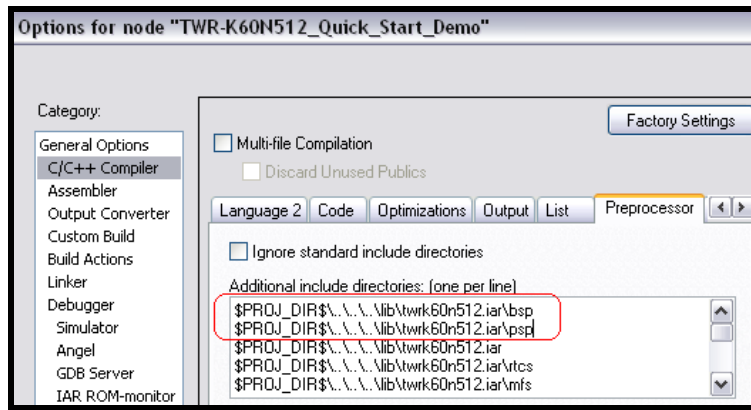 Options for node "TWR-K60N512_Quick_Start_Demo"
Category:
Factory Settings
General Options
C/C++ Compiler
Assembler
Output Converter
Custom Build
Build Actions
Linker
Debugger
Simulator
Angel
GDB Server
IAR ROM-monitor
Multi-file Compilation
Discard Unused Publics
Language 2 Code Optimizations Output List Preprocessor
Ignore standard include directories
Additional include directories: (one per line)
$PROJ_DIR$\..\..\..\lib\twrk60n512.iar\bsp
$PROJ_DIR$\..\..\..\lib\twrk60n512.iar\psp
$PROJ_DIR$\..\..\..\lib\twrk60n512.iar
$PROJ_DIR$\..\..\..\lib\twrk60n512.iar\rtcs
$PROJ_DIR$\..\..\..\lib\twrk60n512.iar\mfs